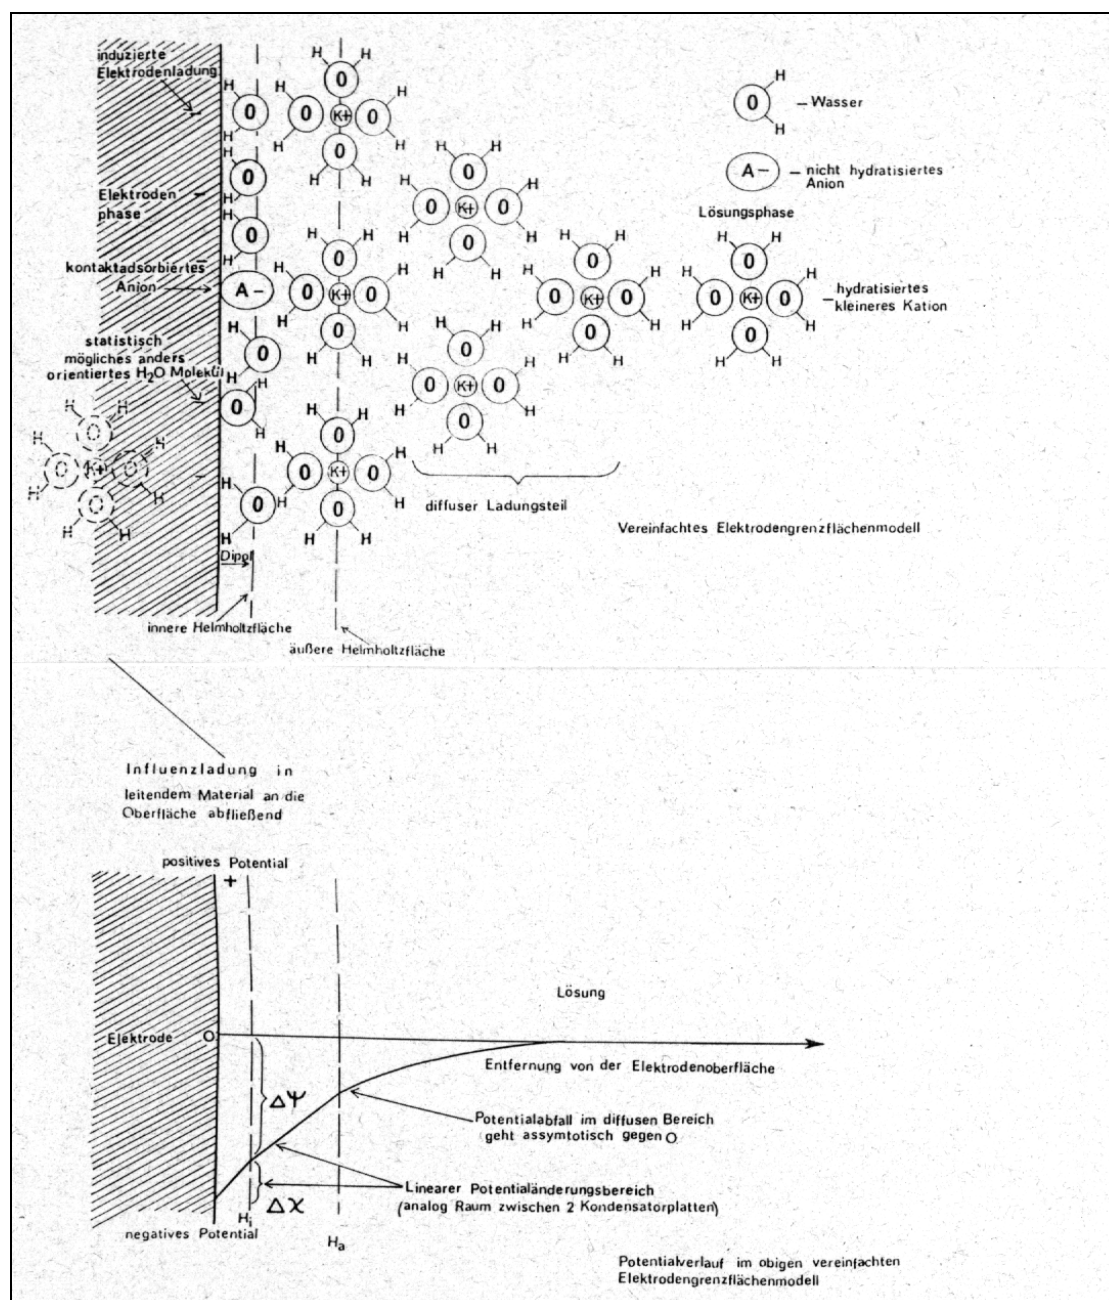 induzierte
Elektrodenladung
Elektroden
phase
kontaktadsorbiertes
Anion
statistisch
mögliches anders
orientiertes H₂O Molekül
H
O
H
– Wasser
A –
– nicht hydratisiertes
Anion
Lösungsphase
K+
– hydratisiertes
kleineres Kation
diffuser Ladungsteil
Vereinfachtes Elektrodengrenzflächenmodell
Dipol
innere Helmholtzfläche
äußere Helmholtzfläche
Influenzladung in
leitendem Material an die
Oberfläche abfließend
positives Potential
+
Lösung
Elektrode
O
Entfernung von der Elektrodenoberfläche
ΔΨ
Potentialabfall im diffusen Bereich
geht assymtotisch gegen O
Linearer Potentialänderungsbereich
(analog Raum zwischen 2 Kondensatorplatten)
Δχ
Hi
negatives Potential
Ha
Potentialverlauf im obigen vereinfachten
Elektrodengrenzflächenmodell